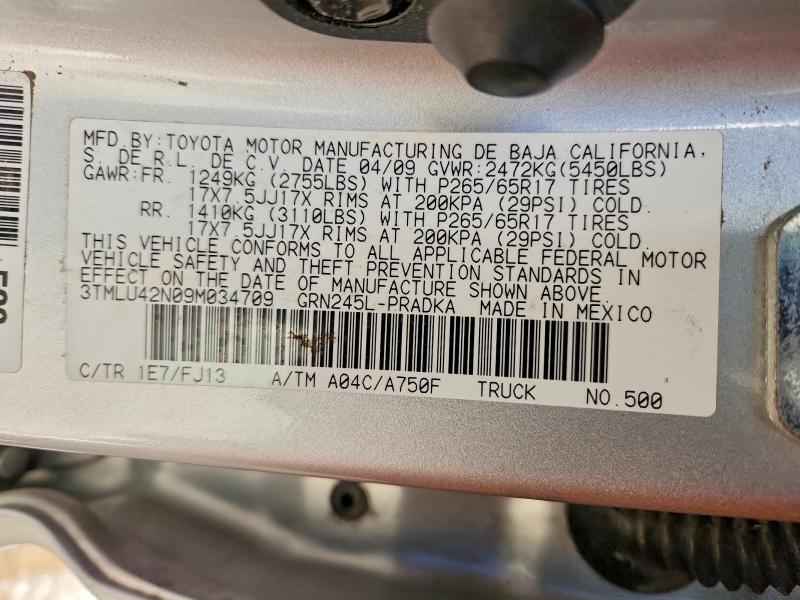 MFD.BY:TOYOTA MOTOR MANUFACTURING DE BAJA CALIFORNIA,
S. DE R.L. DE C.V. DATE 04/09 GVWR:2472KG(5450LBS)
GAWR:FR. 1249KG (2755LBS) WITH P265/65R17 TIRES
17X7.5JJ17X RIMS AT 200KPA (29PSI) COLD.
RR. 1410KG (3110LBS) WITH P265/65R17 TIRES
17X7.5JJ17X RIMS AT 200KPA (29PSI) COLD.
THIS VEHICLE CONFORMS TO ALL APPLICABLE FEDERAL MOTOR
VEHICLE SAFETY AND THEFT PREVENTION STANDARDS IN
EFFECT ON THE DATE OF MANUFACTURE SHOWN ABOVE.
3TMLU42N09M034709 GRN245L-PRADKA MADE IN MEXICO
C/TR 1E7/FJ13 A/TM A04C/A750F TRUCK NO.500